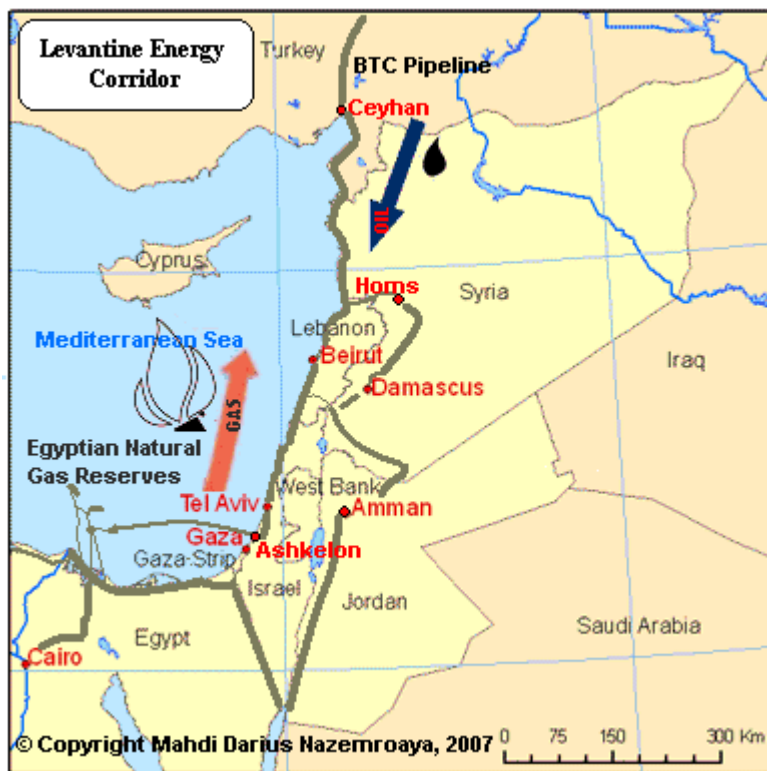 Levantine Energy
Corridor
Turkey
BTC Pipeline
Ceyhan
OIL
Cyprus
Homs
Syria
Lebanon
Mediterranean Sea
Beirut
Iraq
Damascus
GAS
Egyptian Natural
Gas Reserves
West Bank
Tel Aviv
Amman
Gaza
Ashkelon
Gaza-Strip
Israel
Jordan
Saudi Arabia
Egypt
Cairo
© Copyright Mahdi Darius Nazemroaya, 2007
0 75 150 300 Km